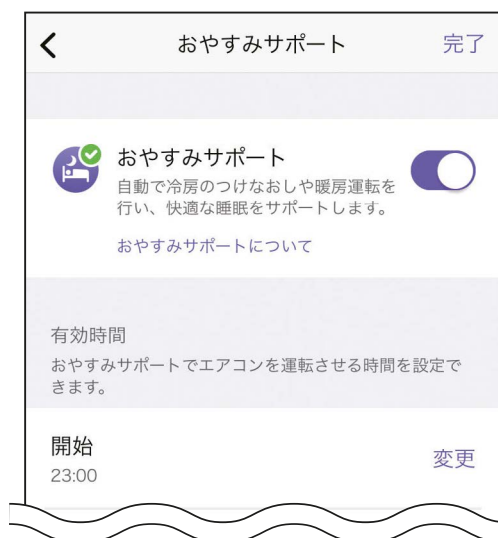 おやすみサポート 完了
おやすみサポート
自動で冷房のつけなおしや暖房運転を
行い、快適な睡眠をサポートします。
おやすみサポートについて
有効時間
おやすみサポートでエアコンを運転させる時間を設定で
きます。
開始
23:00
変更